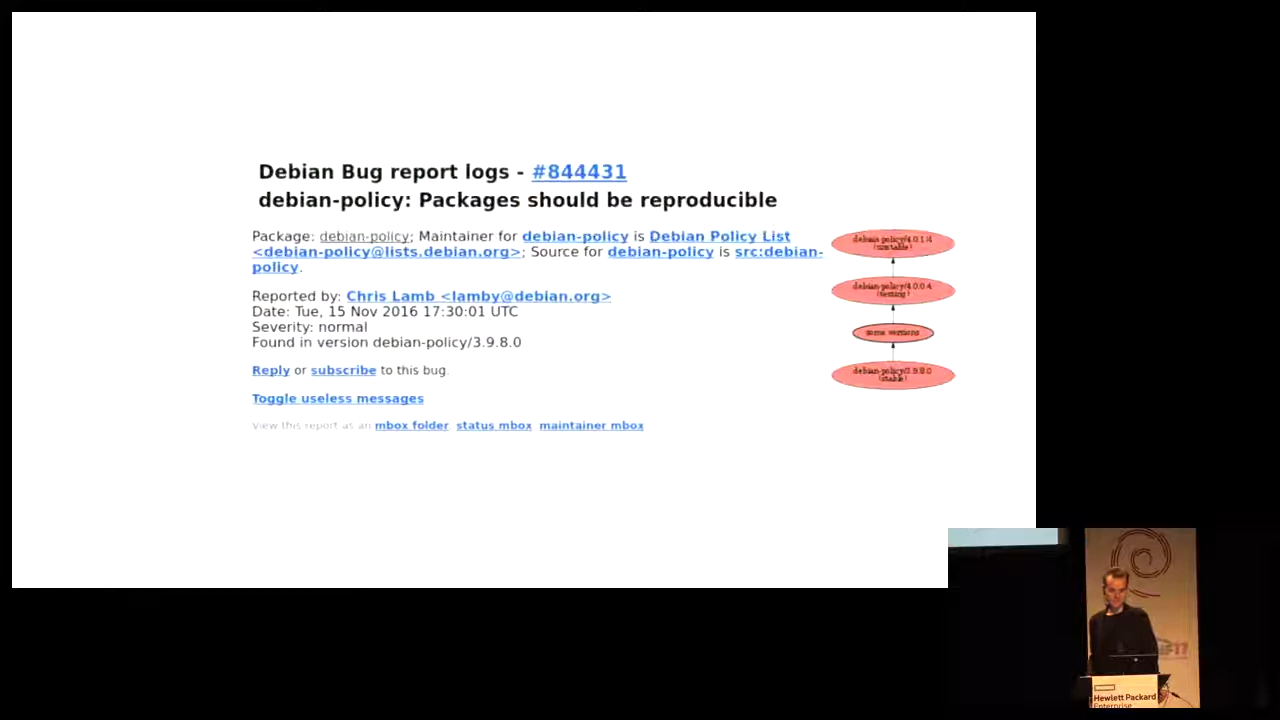 Debian Bug report logs - #844431
debian-policy: Packages should be reproducible
Package: debian-policy; Maintainer for debian-policy is Debian Policy List
<debian-policy@lists.debian.org>; Source for debian-policy is src:debian-
policy.
Reported by: Chris Lamb <lamby@debian.org>
Date: Tue, 15 Nov 2016 17:30:01 UTC
Severity: normal
Found in version debian-policy/3.9.8.0
Reply or subscribe to this bug.
Toggle useless messages
View this report as an mbox folder status mbox maintainer mbox
debian-policy/4.0.1.4
(unstable)
debian-policy/4.0.0.4
(testing)
some versions
debian-policy/3.9.8.0
(stable)
Hewlett Packard
Enterprise